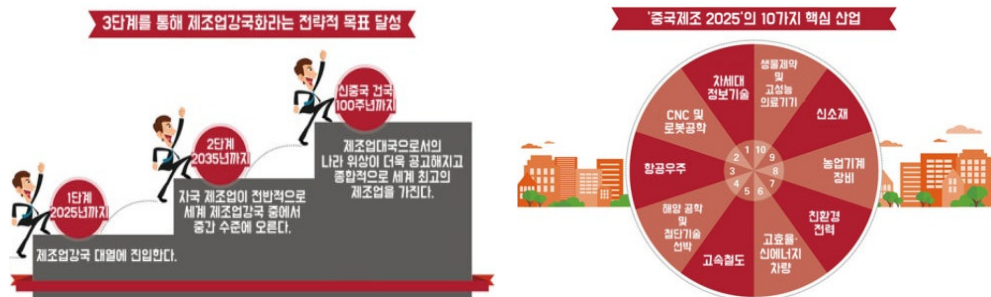 3단계를 통해 제조업강국화라는 전략적 목표 달성
1단계
2025년까지
제조업강국 대열에 진입한다.
2단계
2035년까지
자국 제조업이 전반적으로
세계 제조업강국 중에서
중간 수준에 오른다.
신중국 건국
100주년까지
제조업대국으로서의
나라 위상이 더욱 공고해지고
종합적으로 세계 최고의
제조업을 가진다.
'중국제조 2025'의 10가지 핵심 산업
1
차세대
정보기술
2
CNC 및
로봇공학
3
항공우주
4
해양 공학
및
첨단기술
선박
5
고속철도
6
고효율·
신에너지
차량
7
친환경
전력
8
농업기계
장비
9
신소재
10
생물제약
및
고성능
의료기기